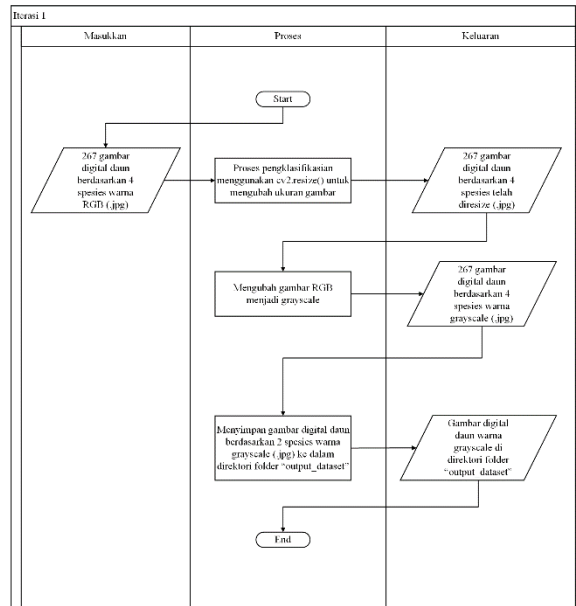 Iterasi 1
Masukkan
Proses
Keluaran
Start
267 gambar
digital daun
berdasarkan 4
spesies warna
RGB (.jpg)
Proses pengklasifikasian
menggunakan cv2.resize() untuk
mengubah ukuran gambar
267 gambar
digital daun
berdasarkan 4
spesies telah
diresize (.jpg)
Mengubah gambar RGB
menjadi grayscale
267 gambar
digital daun
berdasarkan 4
spesies warna
grayscale (.jpg)
Menyimpan gambar digital daun
berdasarkan 2 spesies warna
grayscale (.jpg) ke dalam
direktori folder “output_dataset”
Gambar digital
daun warna
grayscale di
direktori folder
“output_dataset”
End